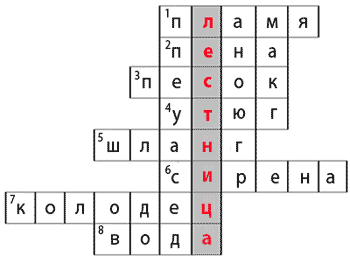 1пламя
2пена
3песок
4утюг
5шланг
6сирена
7колодец
8вода